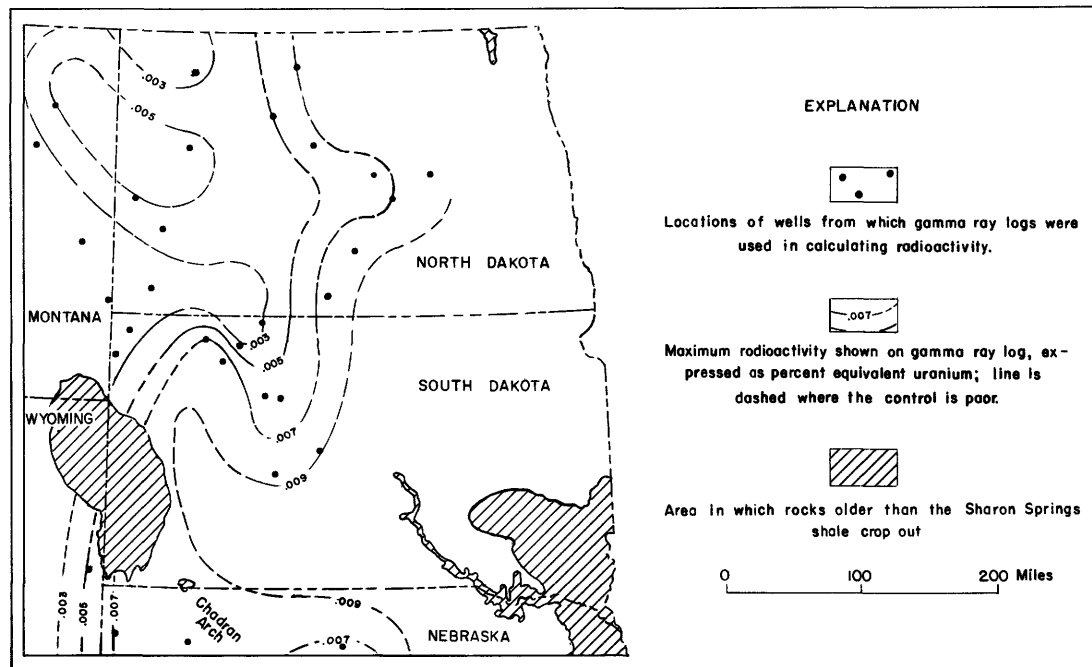 .003
.005
NORTH DAKOTA
MONTANA
.003
.005
SOUTH DAKOTA
WYOMING
.007
.009
.003
.005
.007
Chadran
Arch
.009
.007
NEBRASKA
EXPLANATION
Locations of wells from which gamma ray logs were
used in calculating radioactivity.
.007
Maximum rodioactivity shown on gamma ray log, ex-
pressed as percent equivalent uranium; line is
dashed where the control is poor.
Area in which rocks older than the Sharon Springs
shale crop out
0 100 200 Miles